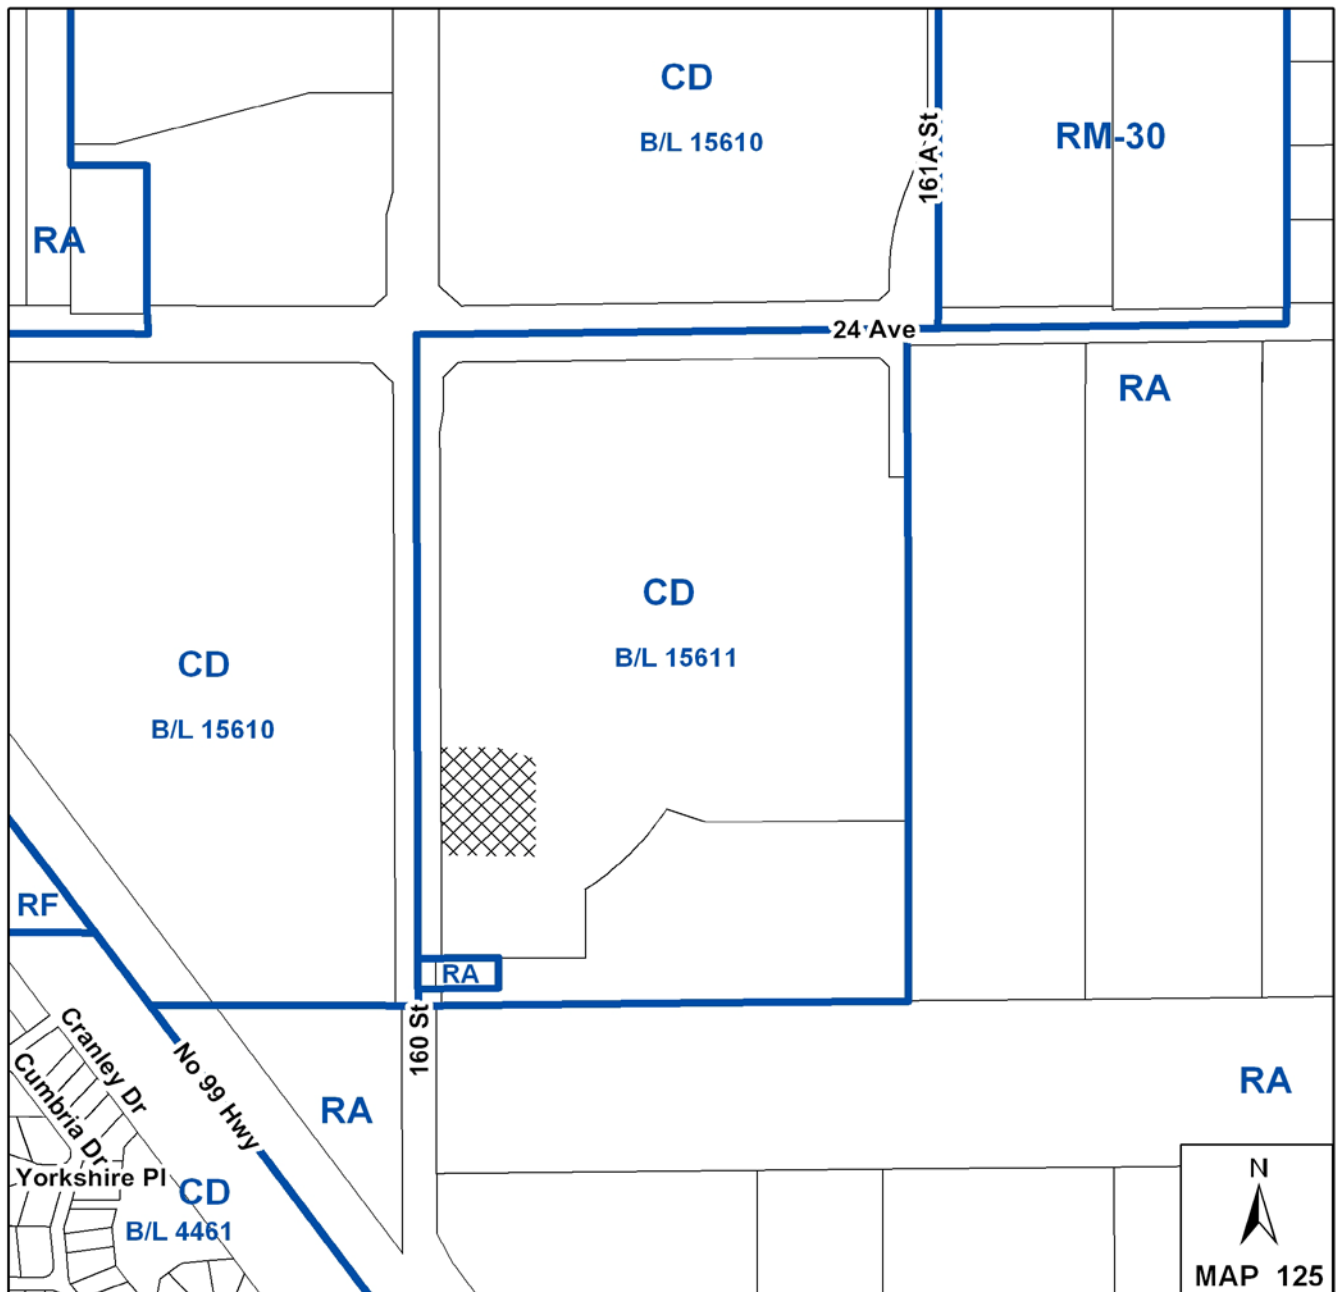 CD
B/L 15610
161A St
RM-30
RA
24 Ave
RA
CD
B/L 15611
CD
B/L 15610
RF
RA
160 St
Cranley Dr
No 99 Hwy
Cumbria Dr
RA
RA
Yorkshire Pl
CD
B/L 4461
N
MAP 125